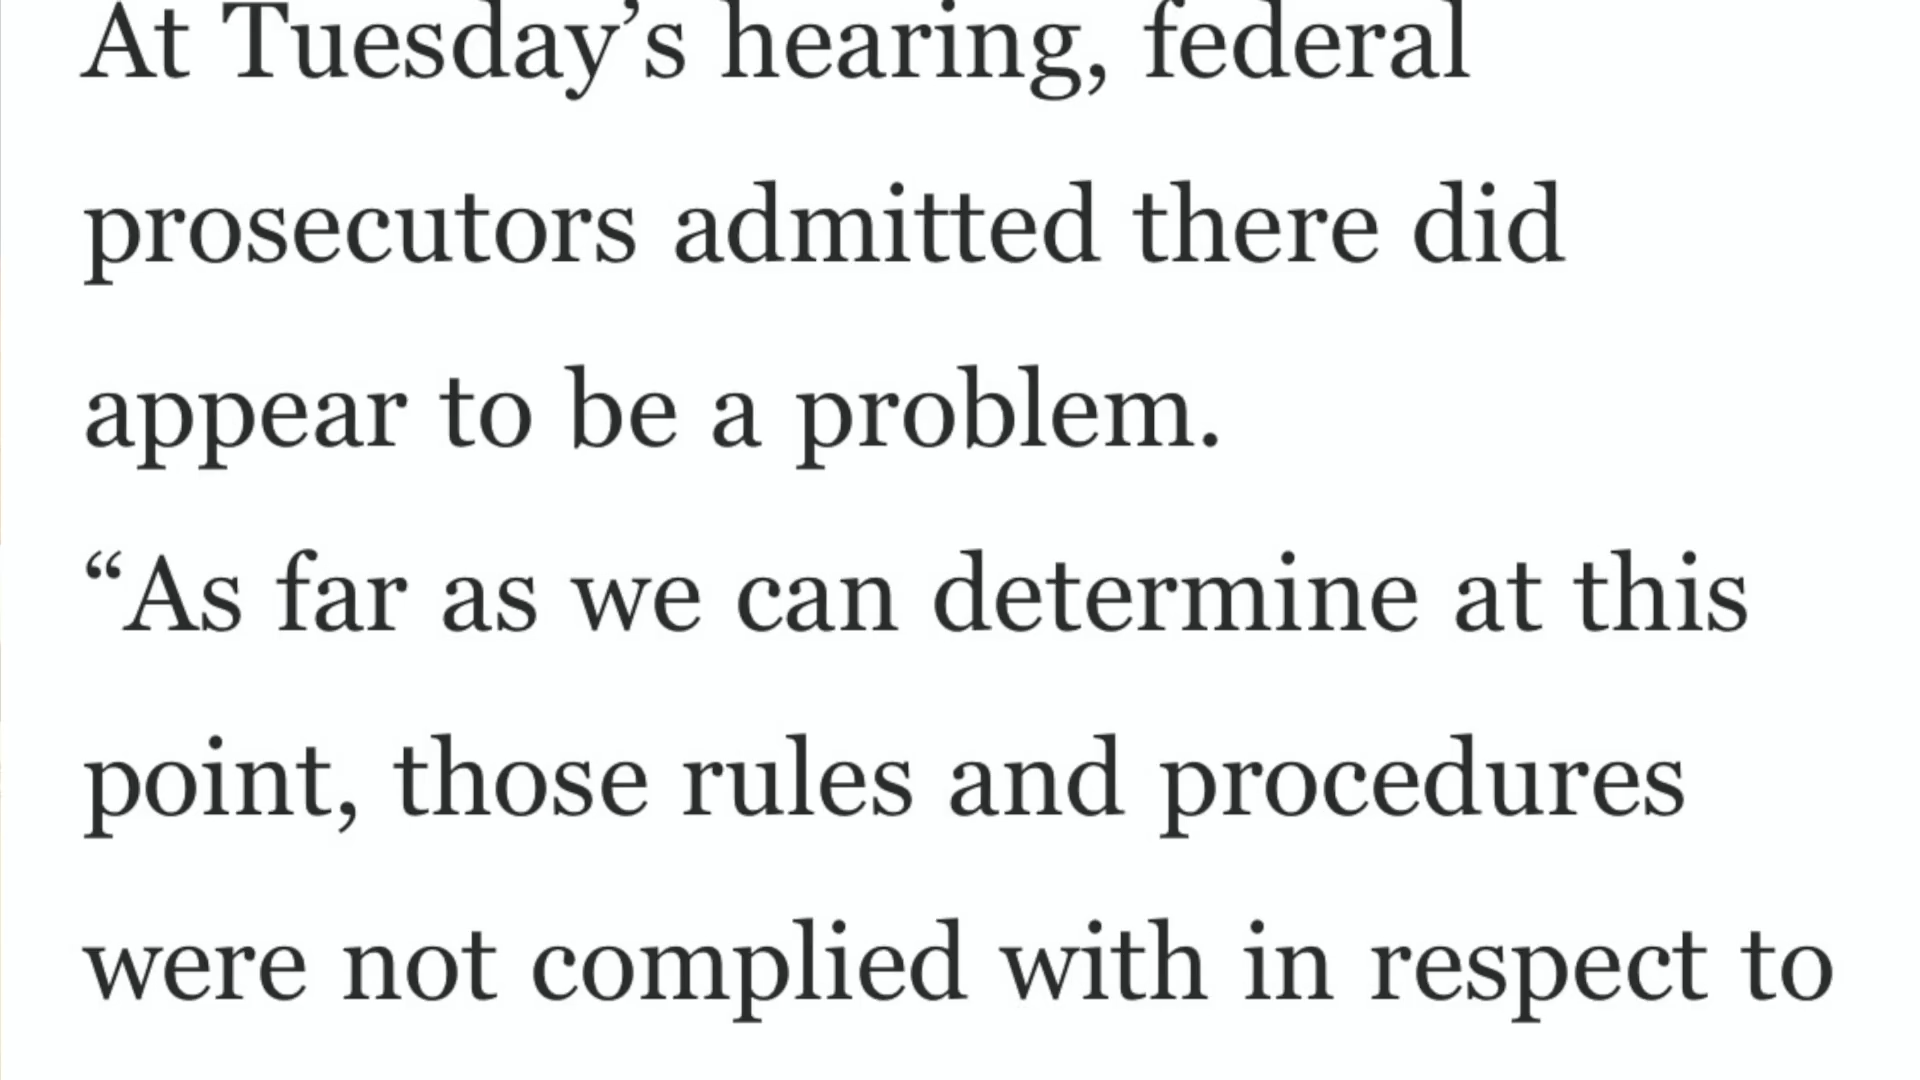 At Tuesday’s hearing, federal
prosecutors admitted there did
appear to be a problem.
“As far as we can determine at this
point, those rules and procedures
were not complied with in respect to